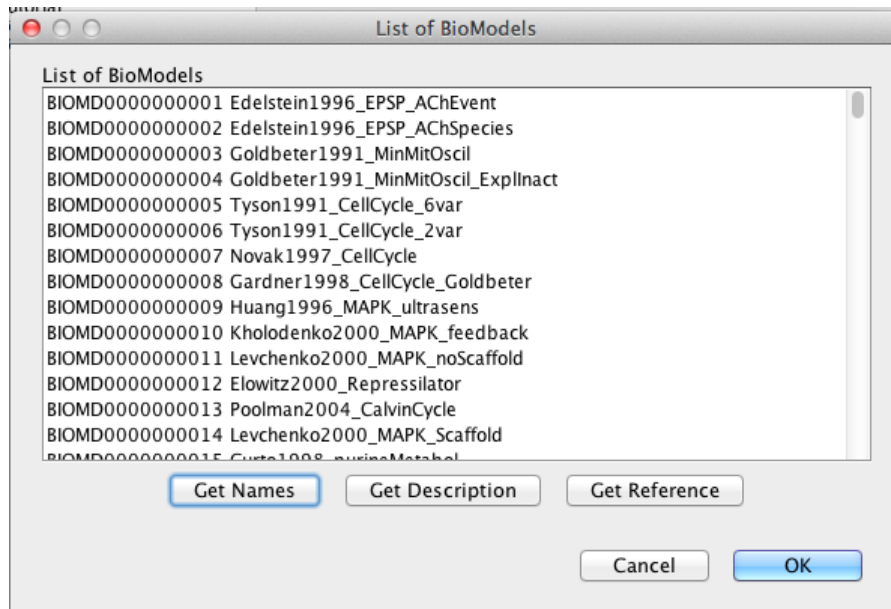 List of BioModels
List of BioModels
BIOMD0000000001 Edelstein1996_EPSP_AChEvent
BIOMD0000000002 Edelstein1996_EPSP_AChSpecies
BIOMD0000000003 Goldbeter1991_MinMitOscil
BIOMD0000000004 Goldbeter1991_MinMitOscil_ExplInact
BIOMD0000000005 Tyson1991_CellCycle_6var
BIOMD0000000006 Tyson1991_CellCycle_2var
BIOMD0000000007 Novak1997_CellCycle
BIOMD0000000008 Gardner1998_CellCycle_Goldbeter
BIOMD0000000009 Huang1996_MAPK_ultrasens
BIOMD0000000010 Kholodenko2000_MAPK_feedback
BIOMD0000000011 Levchenko2000_MAPK_noScaffold
BIOMD0000000012 Elowitz2000_Repressilator
BIOMD0000000013 Poolman2004_CalvinCycle
BIOMD0000000014 Levchenko2000_MAPK_Scaffold
BIOMD0000000015 Curto1998_purineMetabol
Get Names Get Description Get Reference
Cancel OK